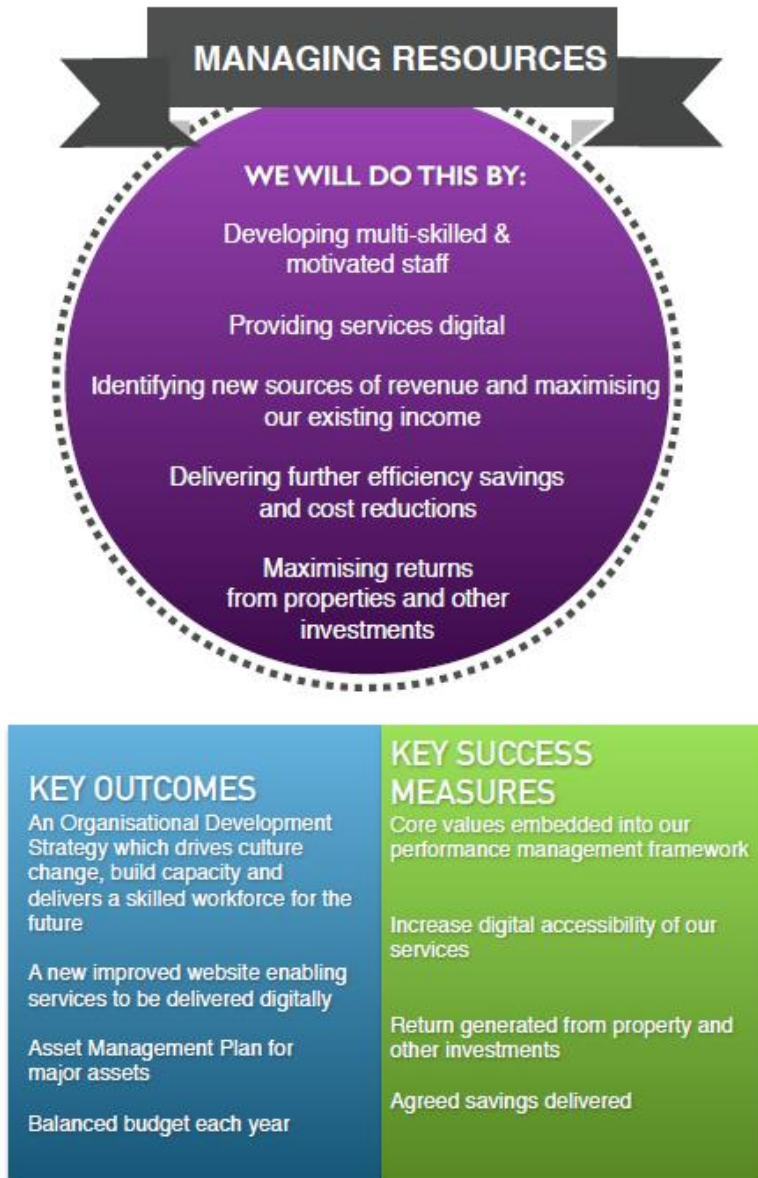 MANAGING RESOURCES
WE WILL DO THIS BY:
Developing multi-skilled &
motivated staff
Providing services digital
Identifying new sources of revenue and maximising
our existing income
Delivering further efficiency savings
and cost reductions
Maximising returns
from properties and other
investments
KEY OUTCOMES
An Organisational Development
Strategy which drives culture
change, build capacity and
delivers a skilled workforce for the
future
A new improved website enabling
services to be delivered digitally
Asset Management Plan for
major assets
Balanced budget each year
KEY SUCCESS
MEASURES
Core values embedded into our
performance management framework
Increase digital accessibility of our
services
Return generated from property and
other investments
Agreed savings delivered